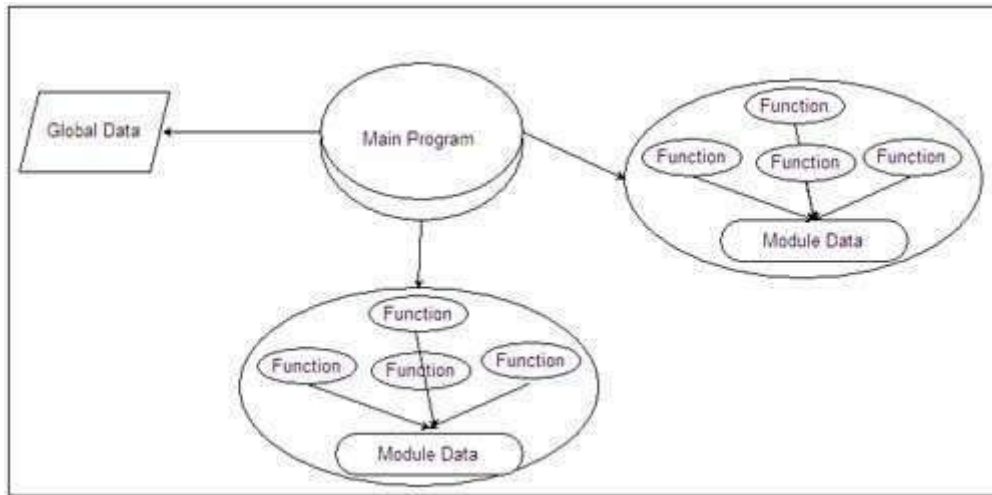 Global Data
Main Program
Function
Function
Function
Function
Module Data
Function
Function
Function
Function
Module Data